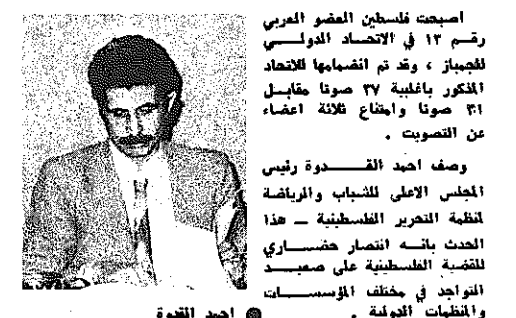 اصبحت فلسطين العضو العربي
رقم ١٣ في الاتحاد الدولي
للجمباز ، وقد تم انضمامها للاتحاد
المذكور باغلبية ٣٧ صوتا مقابل
٣١ صوتا وامتناع ثلاثة اعضاء
عن التصويت .
وصف احمد القدوة رئيس
المجلس الاعلى للشباب والرياضة
لمنظمة التحرير الفلسطينية ــ هذا
الحدث بانه انتصار حضاري
للقضية الفلسطينية على صعيد
التواجد في مختلف المؤسسات
والمنظمات الدولية .
● احمد القدوة